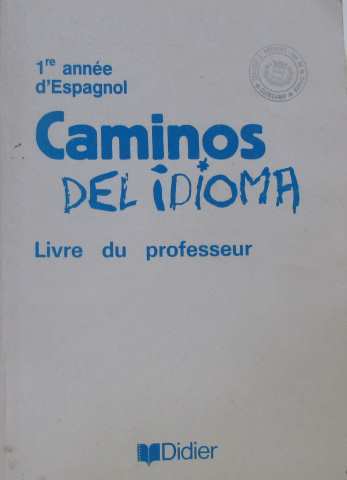 1re année
d'Espagnol
Caminos
DEL IDIOMA
Livre du professeur
Didier